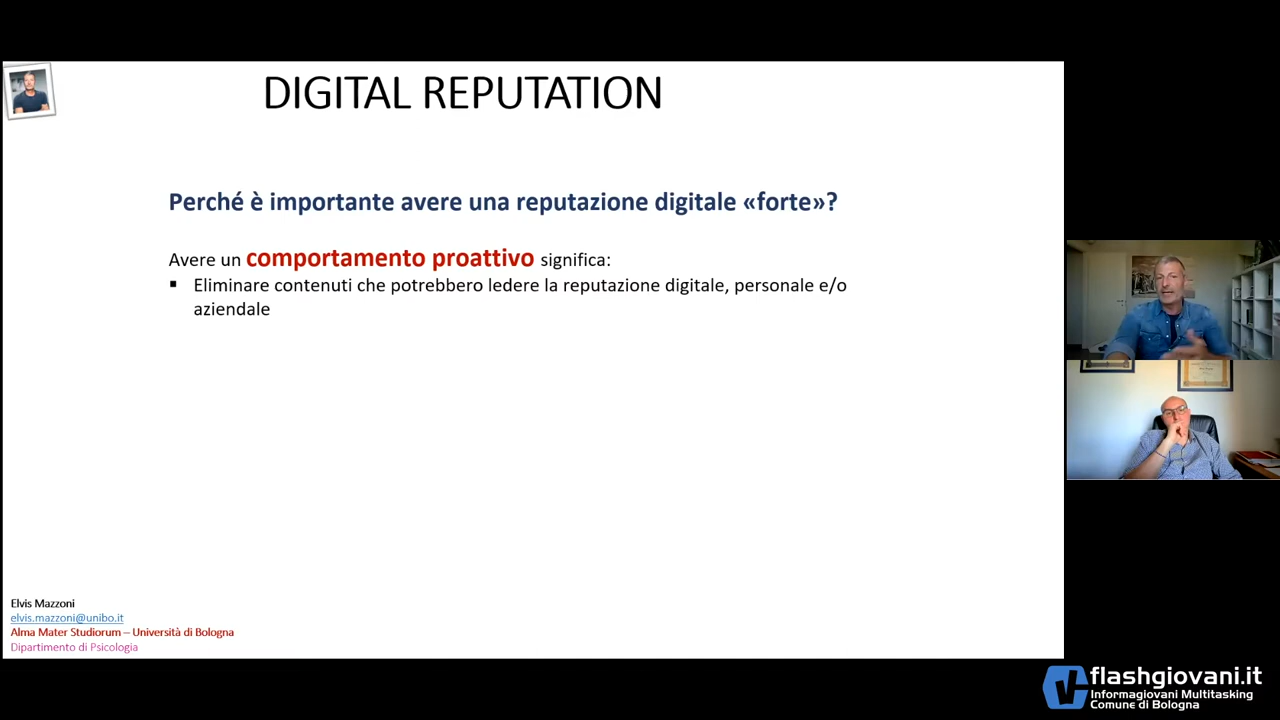 DIGITAL REPUTATION
Perché è importante avere una reputazione digitale «forte»?
Avere un comportamento proattivo significa:
▪ Eliminare contenuti che potrebbero ledere la reputazione digitale, personale e/o
aziendale
Elvis Mazzoni
elvis.mazzoni@unibo.it
Alma Mater Studiorum – Università di Bologna
Dipartimento di Psicologia
flashgiovani.it
Informagiovani Multitasking
Comune di Bologna